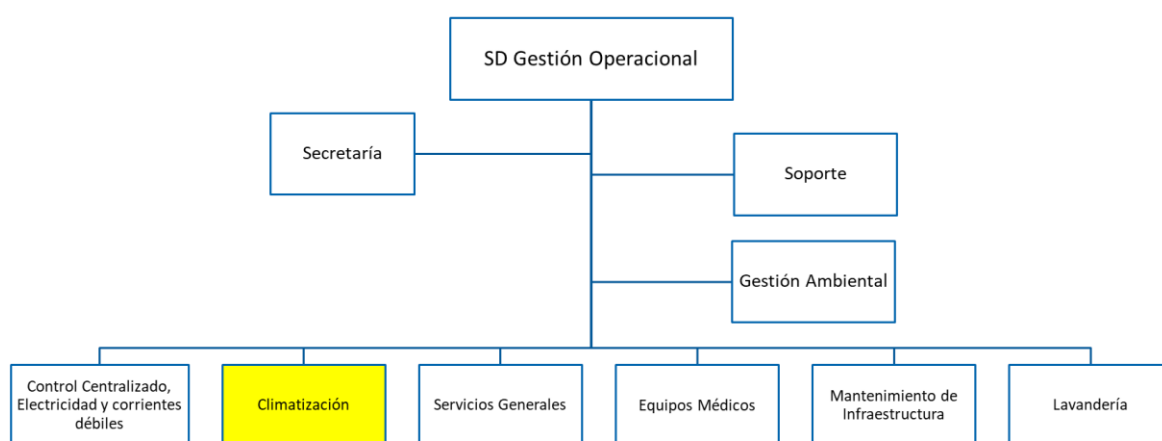 SD Gestión Operacional
Secretaría
Soporte
Gestión Ambiental
Control Centralizado,
Electricidad y corrientes
débiles
Climatización
Servicios Generales
Equipos Médicos
Mantenimiento de
Infraestructura
Lavandería